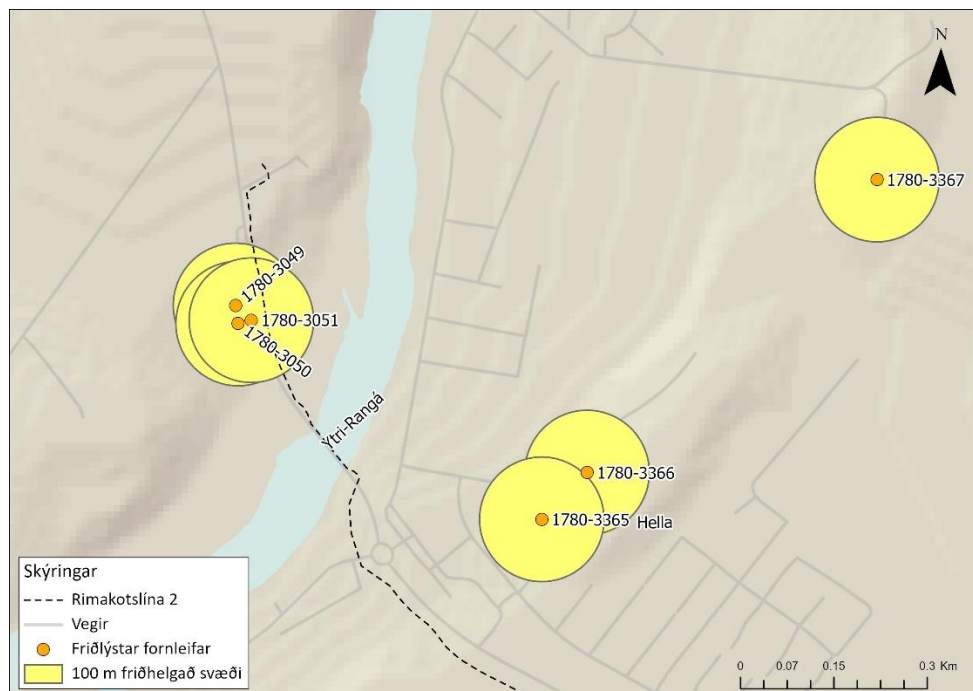 N
1780-3367
1780-3049
1780-3051
1780-3050
Ytri-Rangá
1780-3366
1780-3365
Hella
Skýringar
Rimakotslína 2
Vegir
Friðlýstar fornleifar
100 m friðhelgað svæði
0 0.07 0.15 0.3 Km